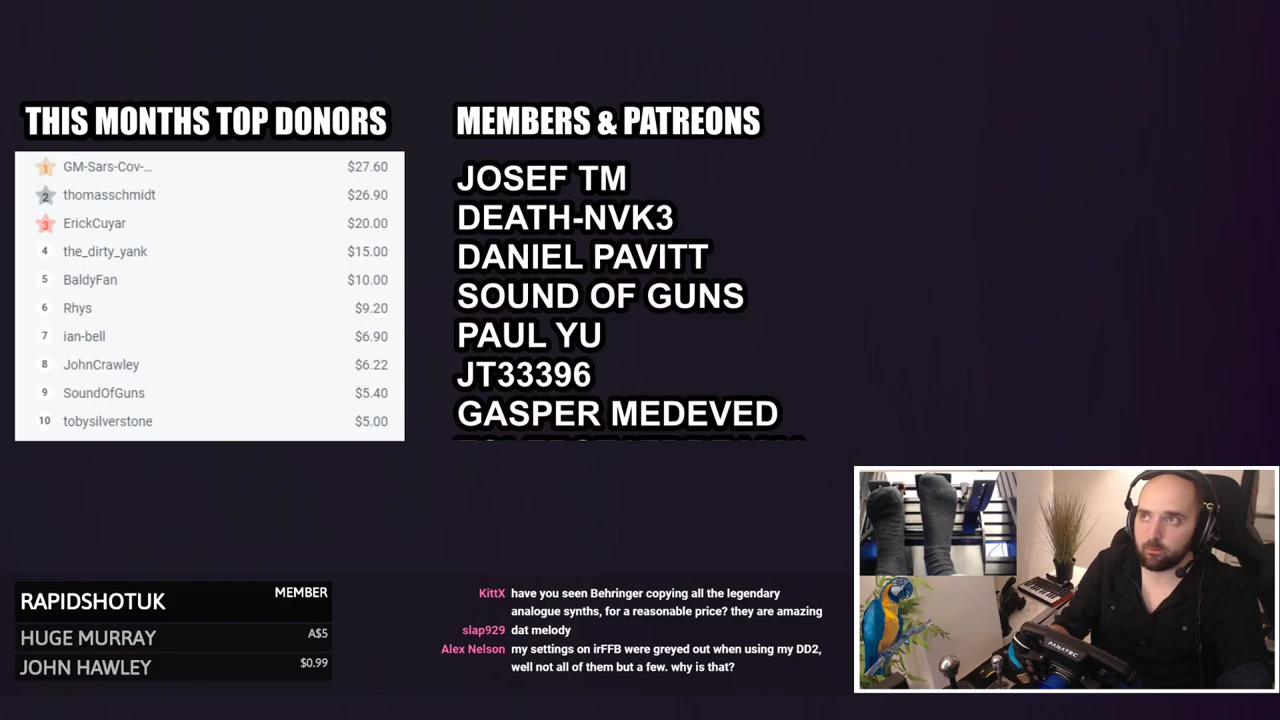 THIS MONTHS TOP DONORS
1 GM-Sars-Cov-... $27.60
2 thomasschmidt $26.90
3 ErickCuyar $20.00
4 the_dirty_yank $15.00
5 BaldyFan $10.00
6 Rhys $9.20
7 ian-bell $6.90
8 JohnCrawley $6.22
9 SoundOfGuns $5.40
10 tobysilverstone $5.00
MEMBERS & PATREONS
JOSEF TM
DEATH-NVK3
DANIEL PAVITT
SOUND OF GUNS
PAUL YU
JT33396
GASPER MEDEVED
RAPIDSHOTUK MEMBER
HUGE MURRAY A$5
JOHN HAWLEY $0.99
KittX have you seen Behringer copying all the legendary
analogue synths, for a reasonable price? they are amazing
slap929 dat melody
Alex Nelson my settings on irFFB were greyed out when using my DD2,
well not all of them but a few. why is that?
FANATEC